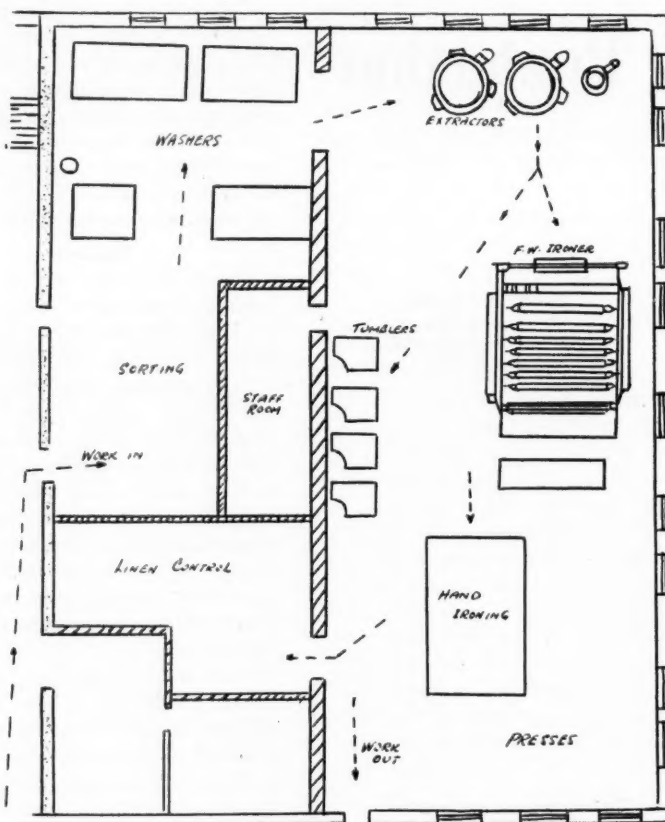 EXTRACTORS
WASHERS
F.W. IRONER
TUMBLERS
SORTING
STAFF
ROOM
WORK IN
LINEN CONTROL
HAND
IRONING
WORK
OUT
PRESSES